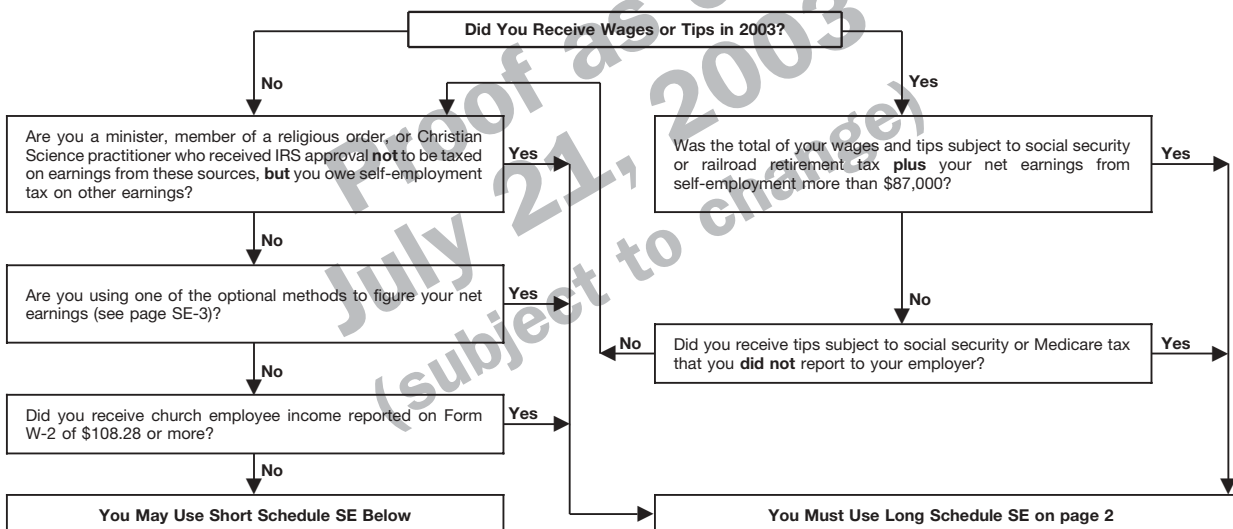 Did You Receive Wages or Tips in 2003?
No
Yes
Are you a minister, member of a religious order, or Christian
Science practitioner who received IRS approval not to be taxed
on earnings from these sources, but you owe self-employment
tax on other earnings?
Yes
Was the total of your wages and tips subject to social security
or railroad retirement tax plus your net earnings from
self-employment more than $87,000?
Yes
No
No
Are you using one of the optional methods to figure your net
earnings (see page SE-3)?
Yes
No
Did you receive tips subject to social security or Medicare tax
that you did not report to your employer?
Yes
No
Did you receive church employee income reported on Form
W-2 of $108.28 or more?
Yes
No
You May Use Short Schedule SE Below
You Must Use Long Schedule SE on page 2
Proof as of
July 21, 2003
(subject to change)